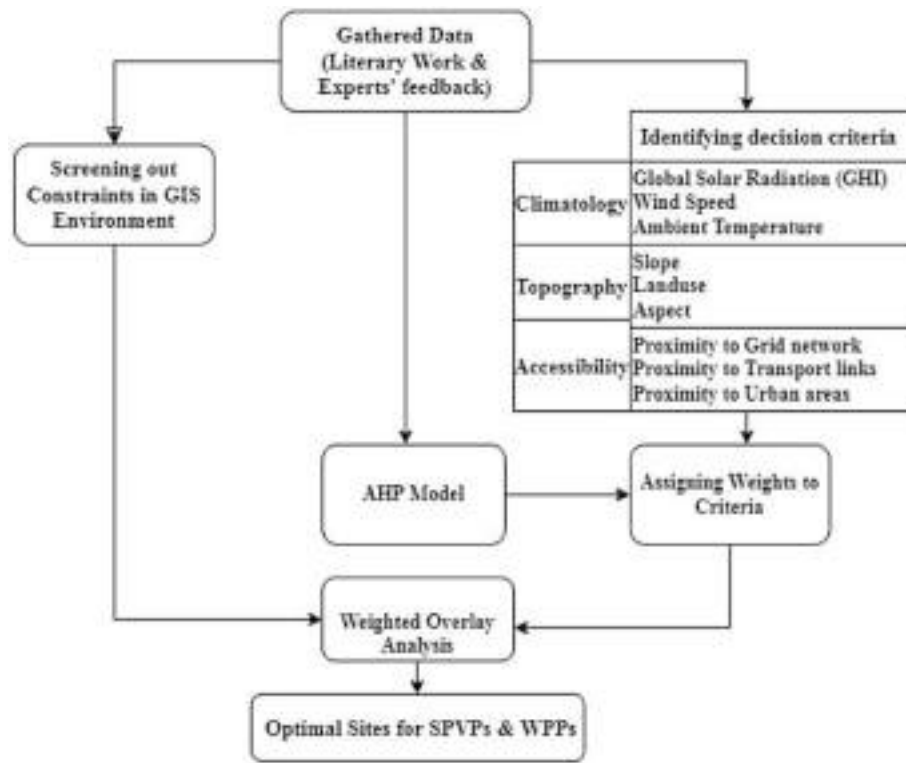 Gathered Data
(Literary Work &
Experts' feedback)
Screening out
Constraints in GIS
Environment
Identifying decision criteria
Climatology
Global Solar Radiation (GHI)
Wind Speed
Ambient Temperature
Topography
Slope
Landuse
Aspect
Accessibility
Proximity to Grid network
Proximity to Transport links
Proximity to Urban areas
AHP Model
Assigning Weights to
Criteria
Weighted Overlay
Analysis
Optimal Sites for SPVPs & WPPs